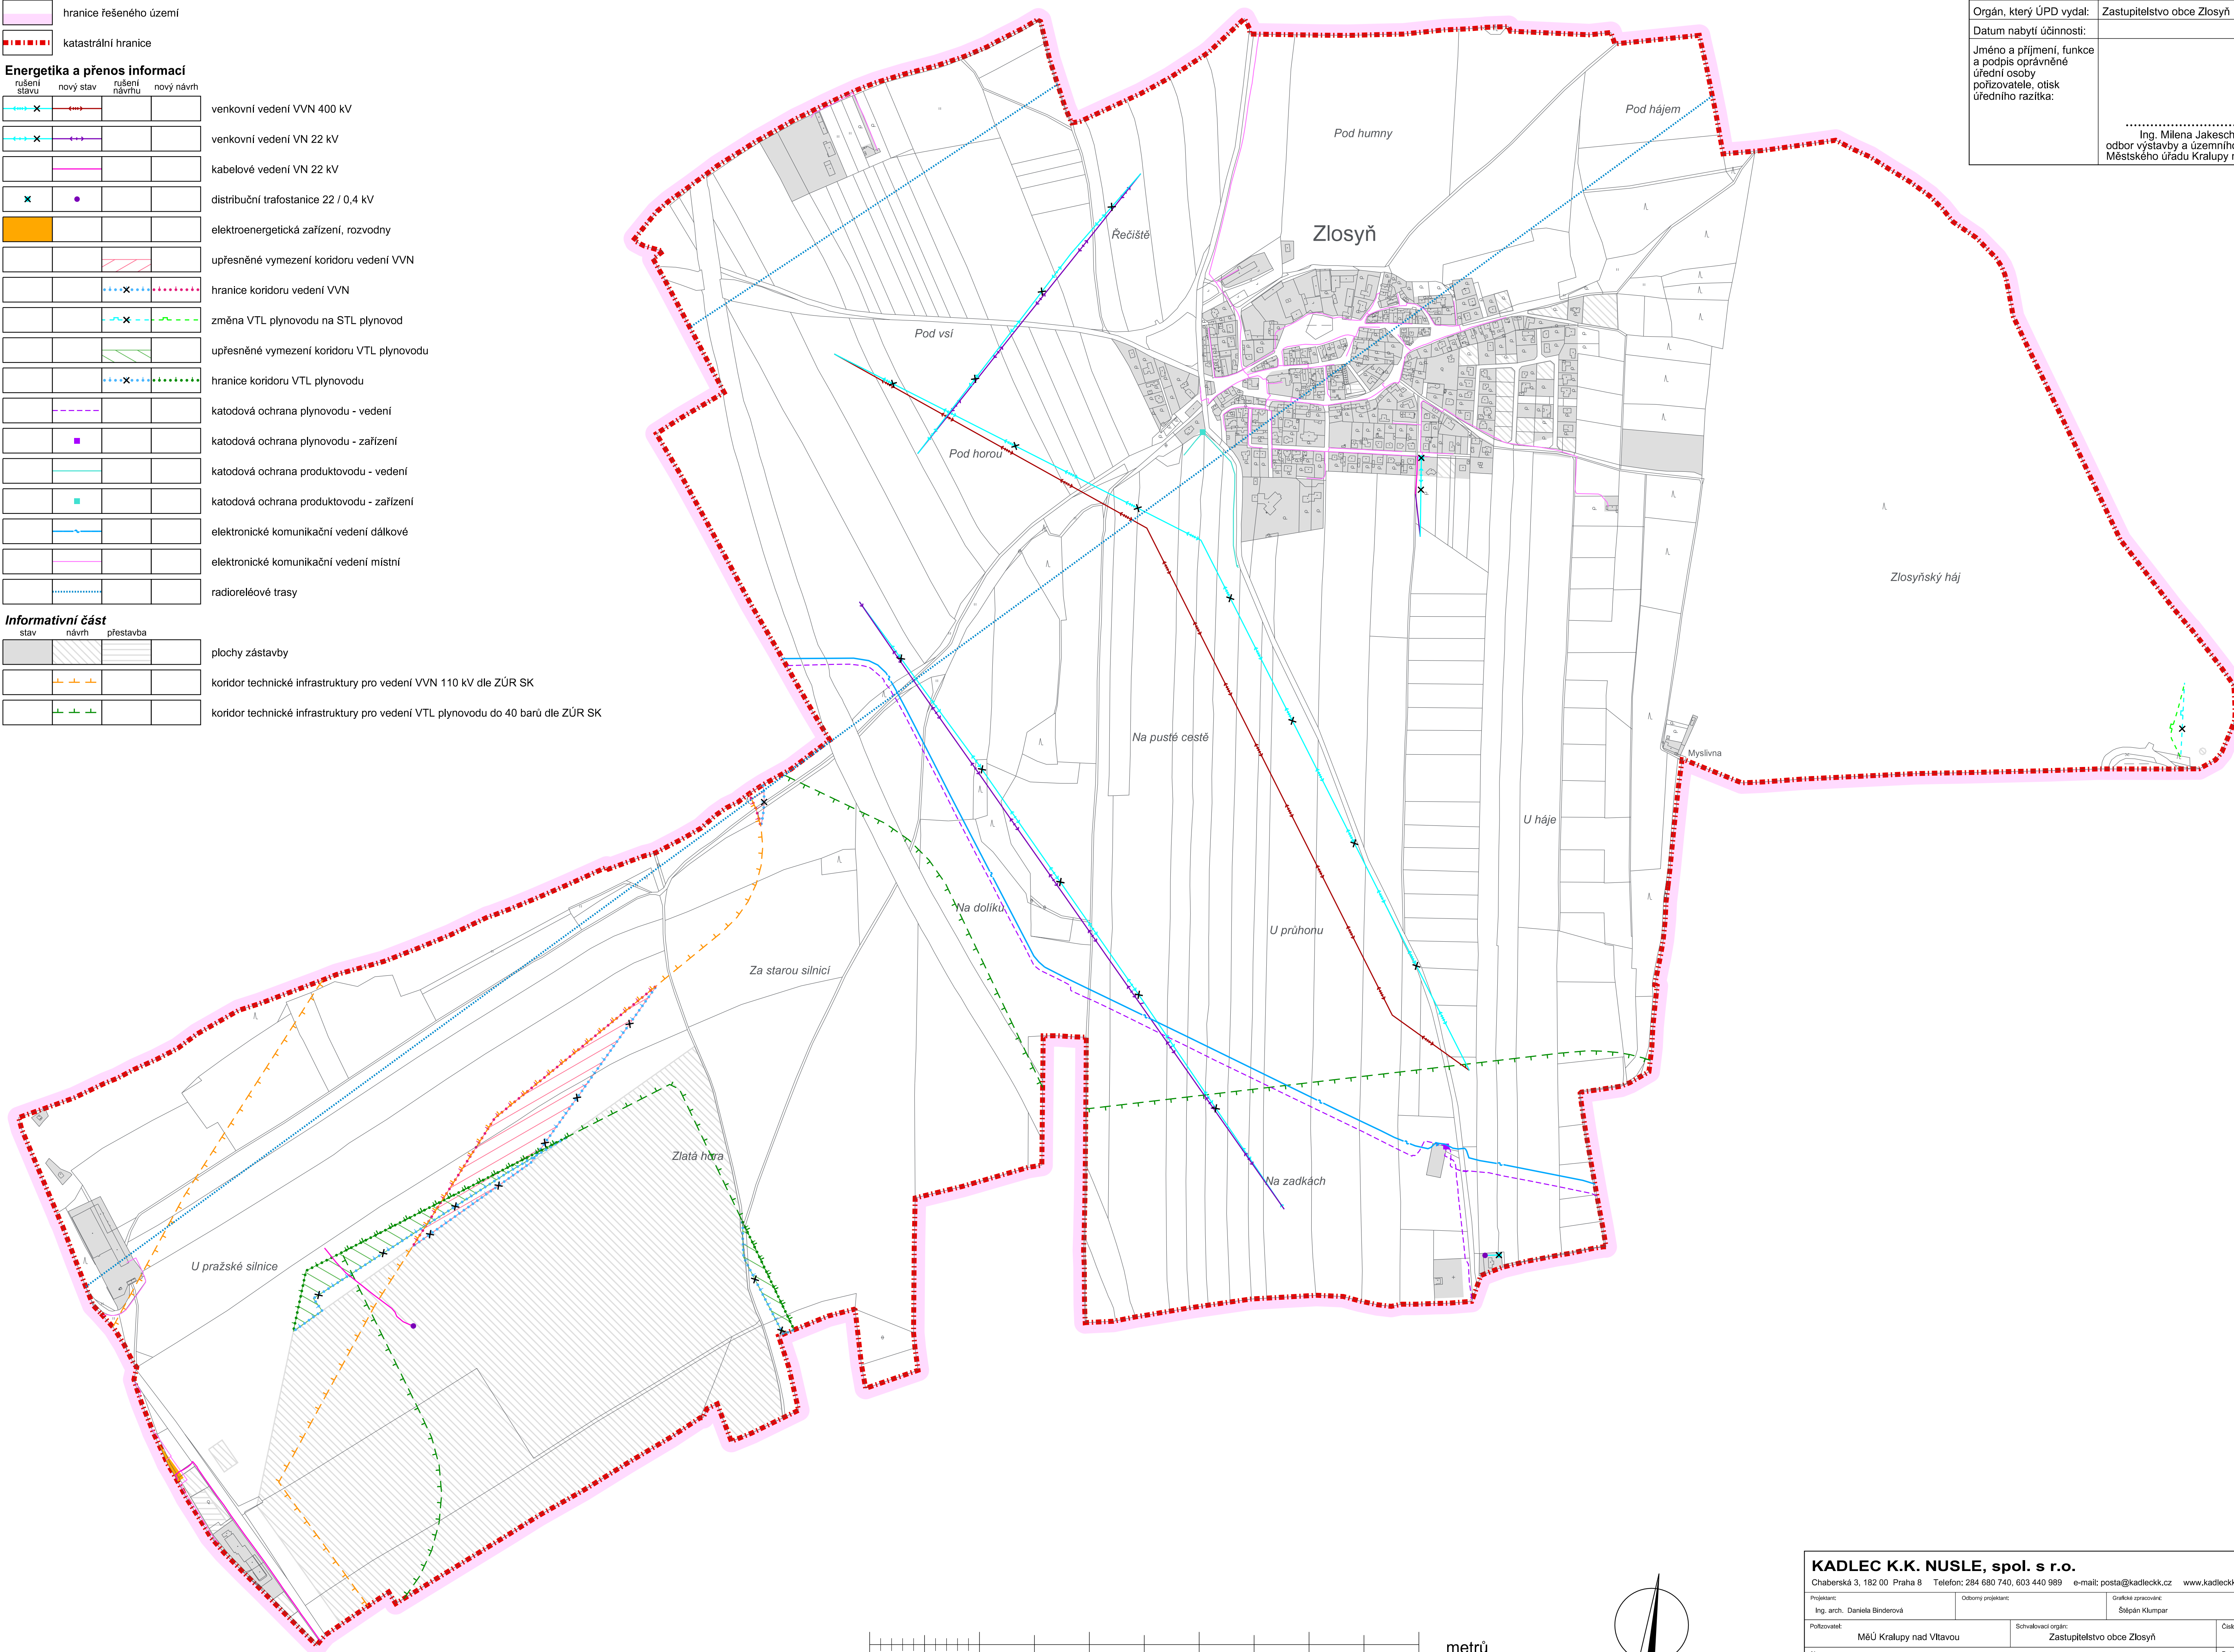 hranice řešeného území
katastrální hranice
Energetika a přenos informací
rušení stavu
nový stav
rušení návrhu
nový návrh
venkovní vedení VVN 400 kV
venkovní vedení VN 22 kV
kabelové vedení VN 22 kV
distribuční trafostanice 22 / 0,4 kV
elektroenergetická zařízení, rozvodny
upřesněné vymezení koridoru vedení VVN
hranice koridoru vedení VVN
změna VTL plynovodu na STL plynovod
upřesněné vymezení koridoru VTL plynovodu
hranice koridoru VTL plynovodu
katodová ochrana plynovodu - vedení
katodová ochrana plynovodu - zařízení
katodová ochrana produktovodu - vedení
katodová ochrana produktovodu - zařízení
elektronické komunikační vedení dálkové
elektronické komunikační vedení místní
radioreléové trasy
Informativní část
stav návrh přestavba
plochy zástavby
koridor technické infrastruktury pro vedení VVN 110 kV dle ZÚR SK
koridor technické infrastruktury pro vedení VTL plynovodu do 40 barů dle ZÚR SK
Orgán, který ÚPD vydal: Zastupitelstvo obce Zlosyň
Datum nabytí účinnosti:
Jméno a příjmení, funkce
a podpis oprávněné
úřední osoby
pořizovatele, otisk
úředního razítka:
Ing. Milena Jakesch
odbor výstavby a územního
Městského úřadu Kralupy n
Pod humny
Pod hájem
Řečiště
Zlosyň
Pod vsí
Pod horou
Zlosyňský háj
Na pusté cestě
Myslivna
U háje
Na dolíku
U průhonu
Za starou silnicí
Zlatá hora
Na zadkách
U pražské silnice
metrů
KADLEC K.K. NUSLE, spol. s r.o.
Chaberská 3, 182 00 Praha 8 Telefon: 284 680 740, 603 440 989 e-mail: posta@kadleckk.cz www.kadleckk
Projektant:
Ing. arch. Daniela Binderová
Odborný projektant:
Grafické zpracování:
Štěpán Klumpar
Pořizovatel:
MěÚ Kralupy nad Vltavou
Schvalovací orgán:
Zastupitelstvo obce Zlosyň